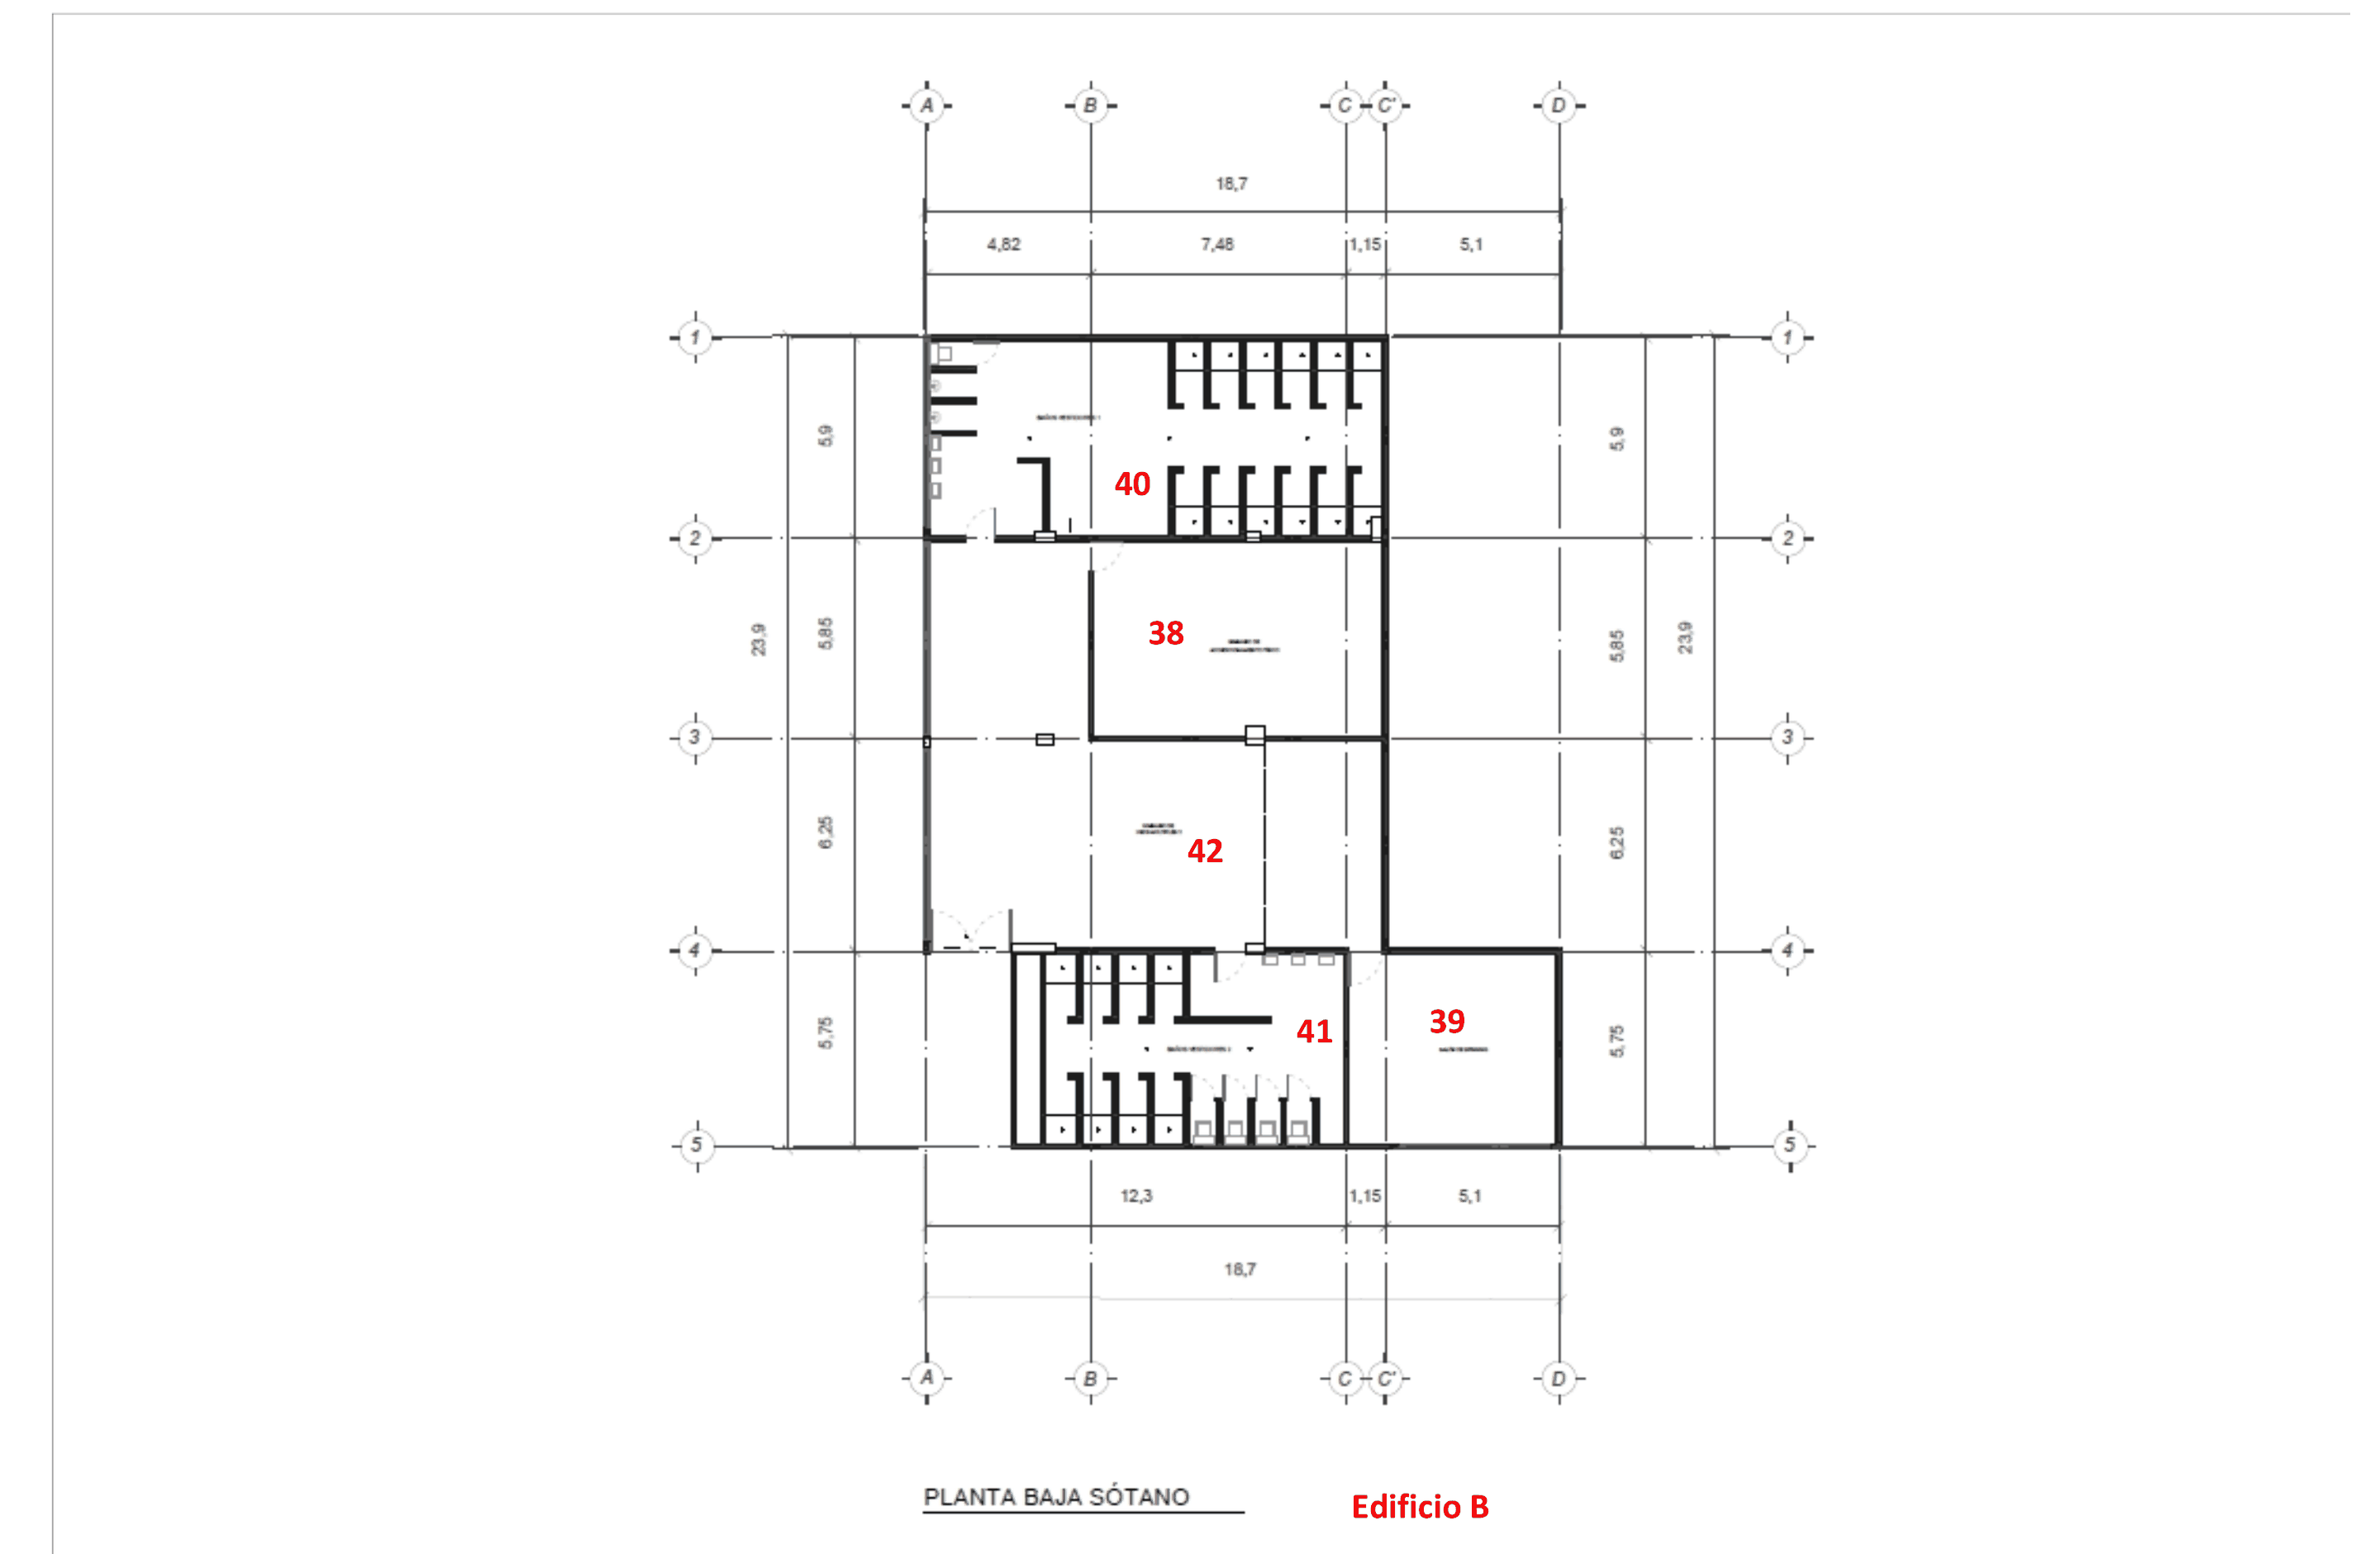 A B C C' D
18,7
4,82 7,48 1,15 5,1
1 1
5,9 5,9
40
2 2
23,9 5,85 5,85 23,9
38
3 3
6,25 6,25
42
4 4
5,75 5,75
41 39
5 5
12,3 1,15 5,1
18,7
A B C C' D
PLANTA BAJA SÓTANO
Edificio B